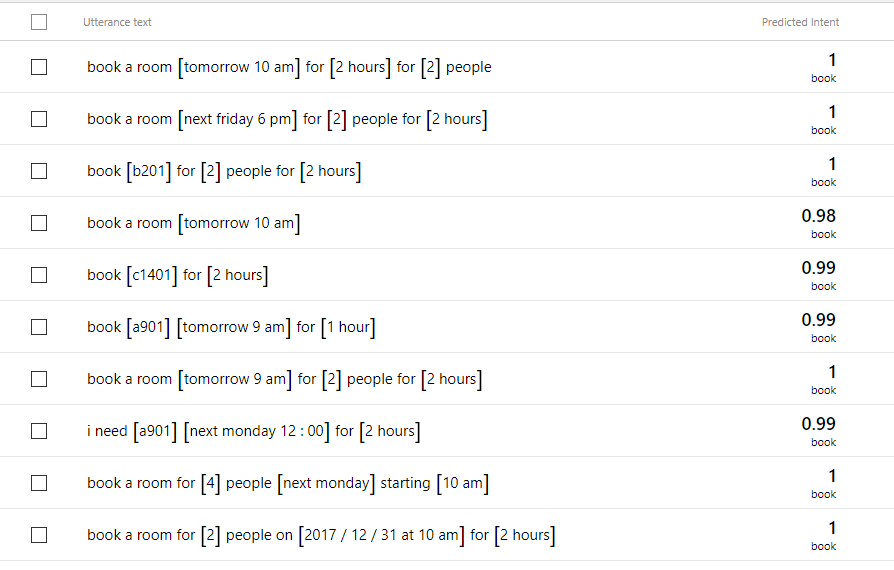 Utterance text Predicted Intent
book a room [tomorrow 10 am] for [2 hours] for [2] people 1
book
book a room [next friday 6 pm] for [2] people for [2 hours] 1
book
book [b201] for [2] people for [2 hours] 1
book
book a room [tomorrow 10 am] 0.98
book
book [c1401] for [2 hours] 0.99
book
book [a901] [tomorrow 9 am] for [1 hour] 0.99
book
book a room [tomorrow 9 am] for [2] people for [2 hours] 1
book
i need [a901] [next monday 12 : 00] for [2 hours] 0.99
book
book a room for [4] people [next monday] starting [10 am] 1
book
book a room for [2] people on [2017 / 12 / 31 at 10 am] for [2 hours] 1
book